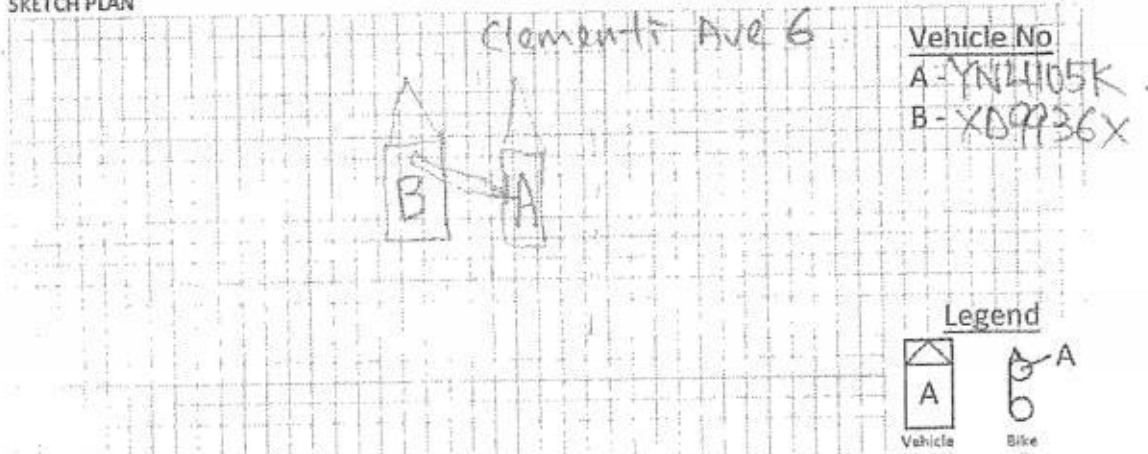 SKETCH PLAN
Clementi Ave 6
Vehicle No
A - YN4105K
B - XD9936X
B
A
Legend
A
A
Vehicle
Bike